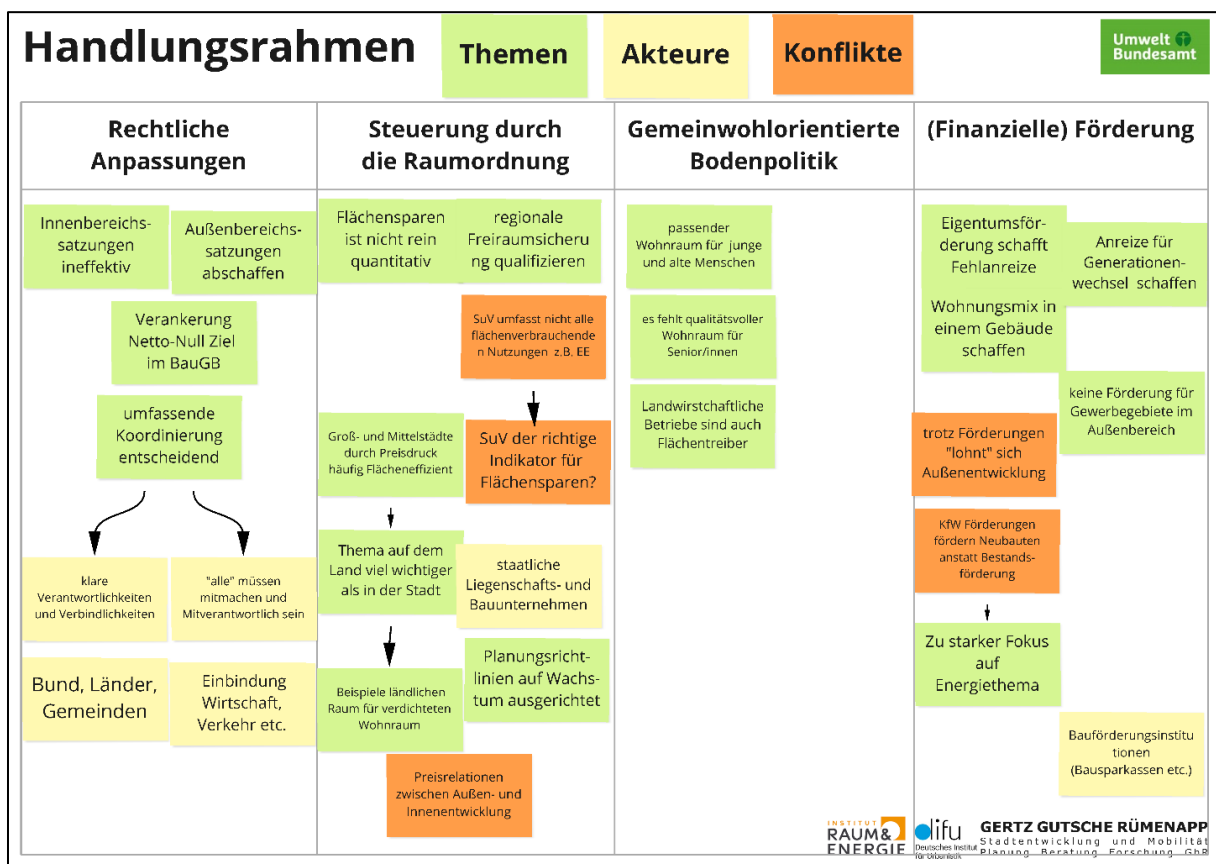 Handlungsrahmen
Themen
Akteure
Konflikte
Umwelt
Bundesamt
Rechtliche
Anpassungen
Innenbereichs-
satzungen
ineffektiv
Außenbereichs-
satzungen
abschaffen
Verankerung
Netto-Null Ziel
im BauGB
umfassende
Koordinierung
entscheidend
klare
Verantwortlichkeiten
und Verbindlichkeiten
"alle" müssen
mitmachen und
Mitverantwortlich sein
Bund, Länder,
Gemeinden
Einbindung
Wirtschaft,
Verkehr etc.
Steuerung durch
die Raumordnung
Flächensparen
ist nicht rein
quantitativ
regionale
Freiraumsicheru
ng qualifizieren
SuV umfasst nicht alle
flächenverbrauchende
n Nutzungen z.B. EE
Groß- und Mittelstädte
durch Preisdruck
häufig Flächeneffizient
SuV der richtige
Indikator für
Flächensparen?
Thema auf dem
Land viel wichtiger
als in der Stadt
staatliche
Liegenschafts- und
Bauunternehmen
Beispiele ländlichen
Raum für verdichteten
Wohnraum
Planungsricht-
linien auf Wachs-
tum ausgerichtet
Preisrelationen
zwischen Außen- und
Innenentwicklung
Gemeinwohlorientierte
Bodenpolitik
passender
Wohnraum für junge
und alte Menschen
es fehlt qualitätsvoller
Wohnraum für
Senior/innen
Landwirstchaftliche
Betriebe sind auch
Flächentreiber
(Finanzielle) Förderung
Eigentumsför-
derung schafft
Fehlanreize
Anreize für
Generationen-
wechsel schaffen
Wohnungsmix in
einem Gebäude
schaffen
keine Förderung für
Gewerbegebiete im
Außenbereich
trotz Förderungen
"lohnt" sich
Außenentwicklung
KfW Förderungen
fördern Neubauten
anstatt Bestands-
förderung
Zu starker Fokus
auf
Energiethema
Bauförderungsinstitu
tionen
(Bausparkassen etc.)
INSTITUT
RAUM&
ENERGIE
difu
Deutsches Institut
für Urbanistik
GERTZ GUTSCHE RÜMENAPP
Stadtentwicklung und Mobilität
Planung Beratung Forschung GbR